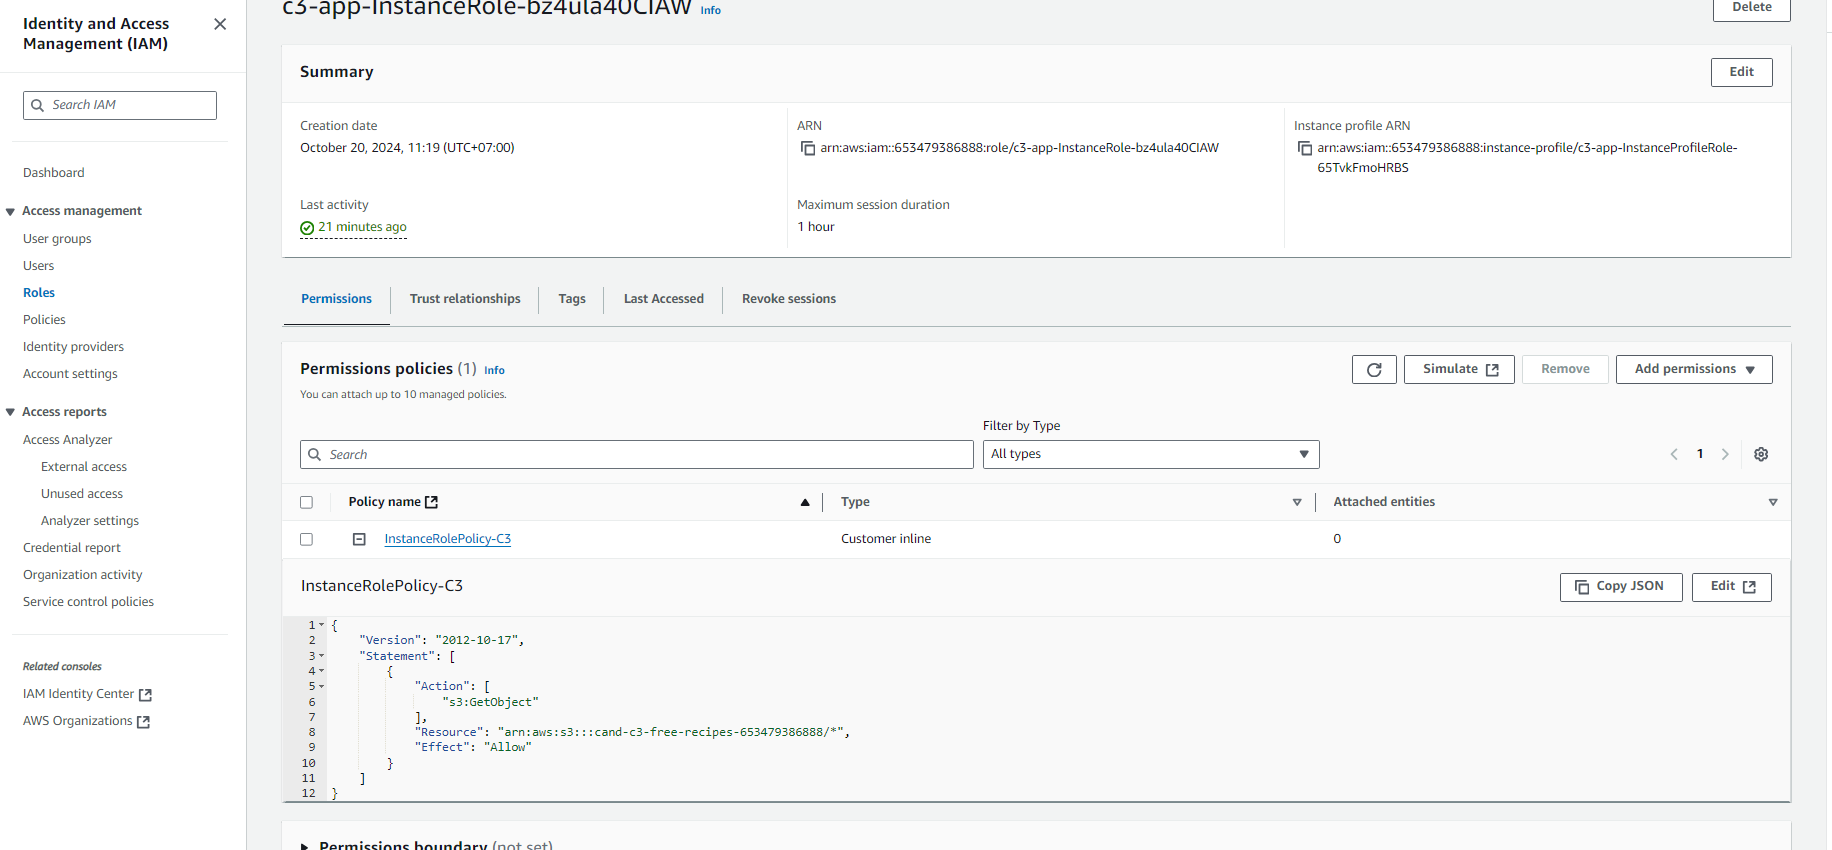 Identity and Access
Management (IAM)
Search IAM
Dashboard
Access management
User groups
Users
Roles
Policies
Identity providers
Account settings
Access reports
Access Analyzer
External access
Unused access
Analyzer settings
Credential report
Organization activity
Service control policies
Related consoles
IAM Identity Center
AWS Organizations
c3-app-InstanceRole-bz4ula40CIAW Info
Delete
Summary
Edit
Creation date
October 20, 2024, 11:19 (UTC+07:00)
ARN
arn:aws:iam::653479386888:role/c3-app-InstanceRole-bz4ula40CIAW
Instance profile ARN
arn:aws:iam::653479386888:instance-profile/c3-app-InstanceProfileRole-
65TvkFmoHRBS
Last activity
21 minutes ago
Maximum session duration
1 hour
Permissions
Trust relationships
Tags
Last Accessed
Revoke sessions
Permissions policies (1) Info
You can attach up to 10 managed policies.
Simulate
Remove
Add permissions
Filter by Type
Search
All types
1
Policy name
Type
Attached entities
InstanceRolePolicy-C3
Customer inline
0
InstanceRolePolicy-C3
Copy JSON
Edit
1 {
2 "Version": "2012-10-17",
3 "Statement": [
4 {
5 "Action": [
6 "s3:GetObject"
7 ],
8 "Resource": "arn:aws:s3:::cand-c3-free-recipes-653479386888/*",
9 "Effect": "Allow"
10 }
11 ]
12 }
Permissions boundary (not set)